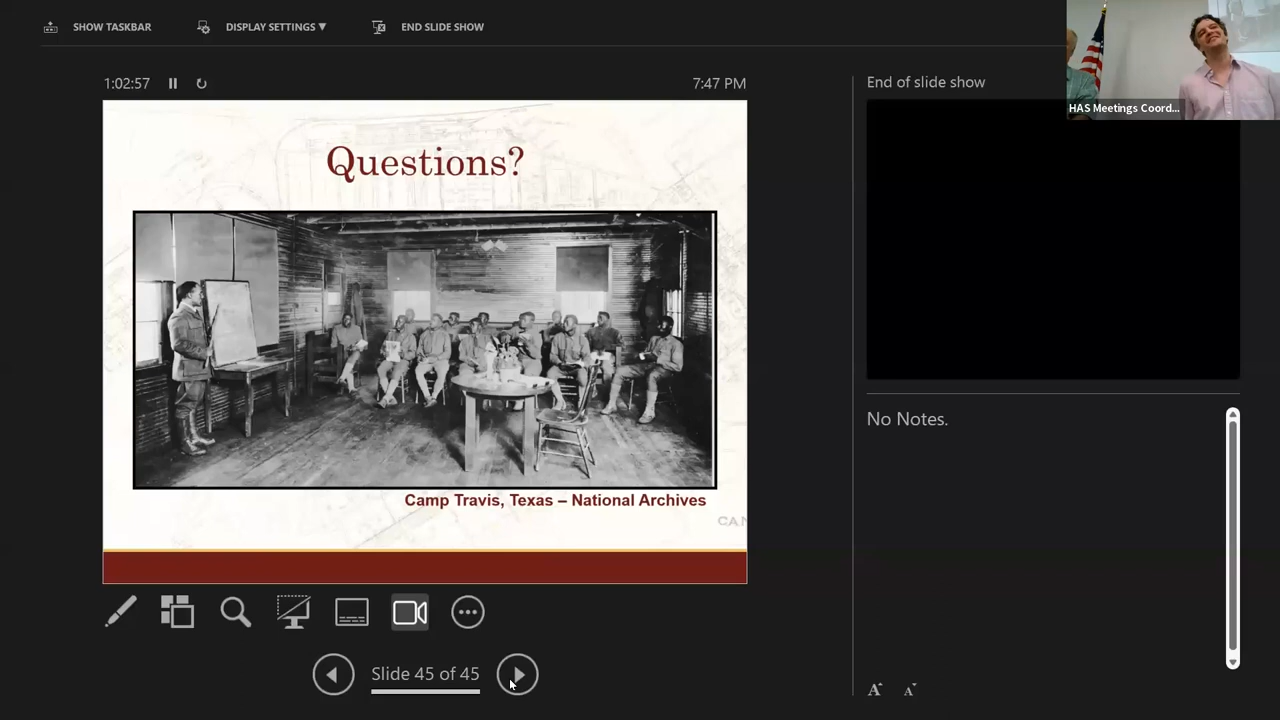 SHOW TASKBAR
DISPLAY SETTINGS ▼
END SLIDE SHOW
HAS Meetings Coord...
1:02:57
7:47 PM
End of slide show
Questions?
Camp Travis, Texas – National Archives
CAN
No Notes.
Slide 45 of 45
A
A